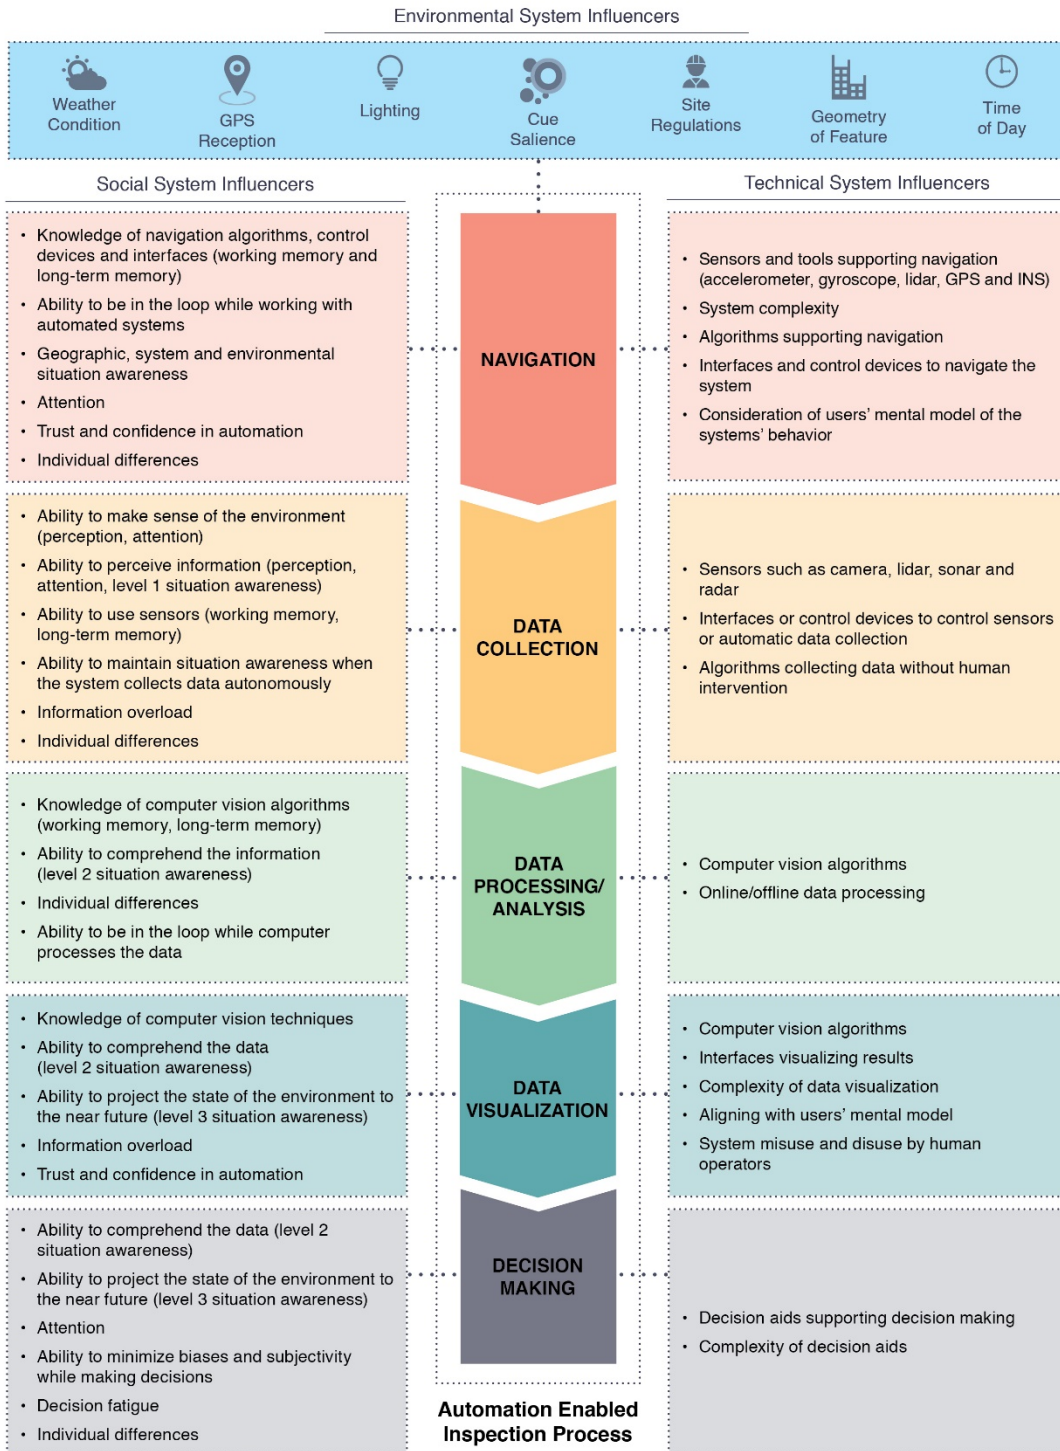 Environmental System Influencers
Weather
Condition
GPS
Reception
Lighting
Cue
Salience
Site
Regulations
Geometry
of Feature
Time
of Day
Social System Influencers
Technical System Influencers
• Knowledge of navigation algorithms, control
devices and interfaces (working memory and
long-term memory)
• Ability to be in the loop while working with
automated systems
• Geographic, system and environmental
situation awareness
• Attention
• Trust and confidence in automation
• Individual differences
NAVIGATION
• Sensors and tools supporting navigation
(accelerometer, gyroscope, lidar, GPS and INS)
• System complexity
• Algorithms supporting navigation
• Interfaces and control devices to navigate the
system
• Consideration of users' mental model of the
systems' behavior
• Ability to make sense of the environment
(perception, attention)
• Ability to perceive information (perception,
attention, level 1 situation awareness)
• Ability to use sensors (working memory,
long-term memory)
• Ability to maintain situation awareness when
the system collects data autonomously
• Information overload
• Individual differences
DATA
COLLECTION
• Sensors such as camera, lidar, sonar and
radar
• Interfaces or control devices to control sensors
or automatic data collection
• Algorithms collecting data without human
intervention
• Knowledge of computer vision algorithms
(working memory, long-term memory)
• Ability to comprehend the information
(level 2 situation awareness)
• Individual differences
• Ability to be in the loop while computer
processes the data
DATA
PROCESSING/
ANALYSIS
• Computer vision algorithms
• Online/offline data processing
• Knowledge of computer vision techniques
• Ability to comprehend the data
(level 2 situation awareness)
• Ability to project the state of the environment to
the near future (level 3 situation awareness)
• Information overload
• Trust and confidence in automation
DATA
VISUALIZATION
• Computer vision algorithms
• Interfaces visualizing results
• Complexity of data visualization
• Aligning with users' mental model
• System misuse and disuse by human
operators
• Ability to comprehend the data (level 2
situation awareness)
• Ability to project the state of the environment to
the near future (level 3 situation awareness)
• Attention
• Ability to minimize biases and subjectivity
while making decisions
• Decision fatigue
• Individual differences
DECISION
MAKING
• Decision aids supporting decision making
• Complexity of decision aids
Automation Enabled
Inspection Process